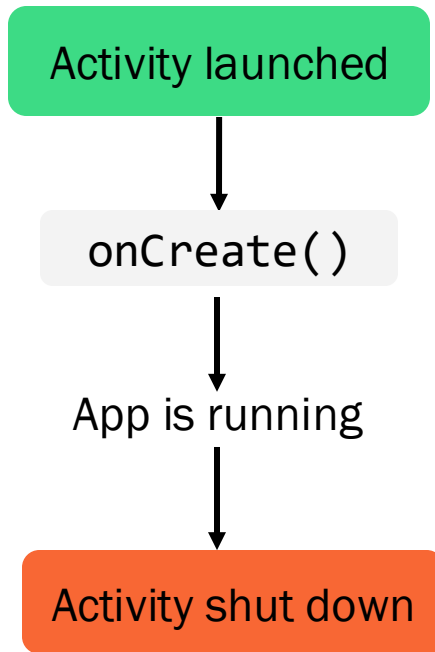 Activity launched
onCreate()
App is running
Activity shut down